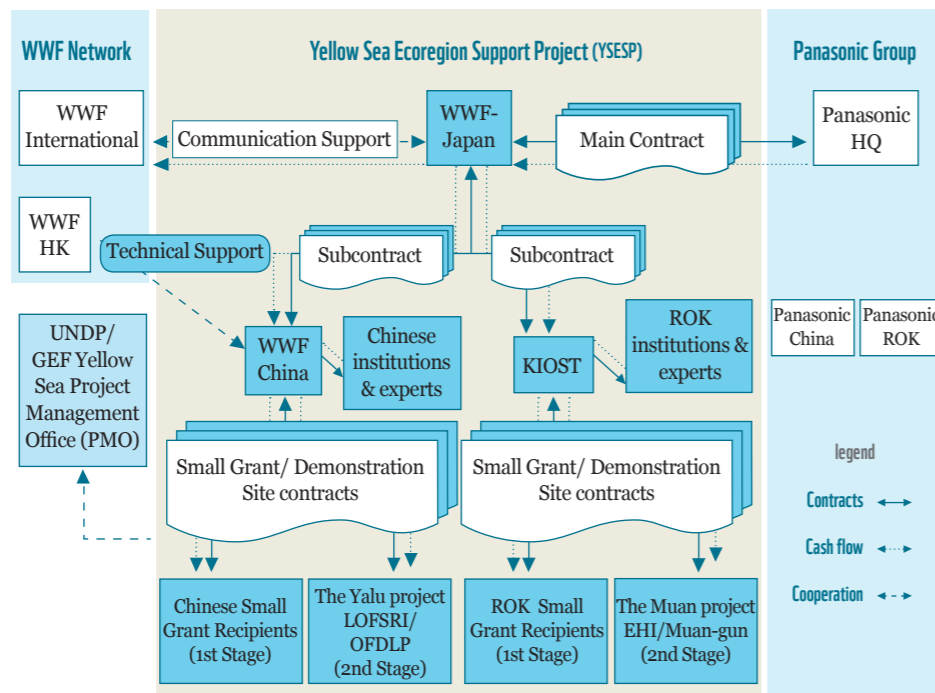 WWF Network
Yellow Sea Ecoregion Support Project (YSESP)
Panasonic Group
WWF
International
Communication Support
WWF-
Japan
Main Contract
Panasonic
HQ
WWF
HK
Technical Support
Subcontract
Subcontract
UNDP/
GEF Yellow
Sea Project
Management
Office (PMO)
WWF
China
Chinese
institutions
& experts
KIOST
ROK
institutions &
experts
Panasonic
China
Panasonic
ROK
Small Grant/ Demonstration
Site contracts
Small Grant/ Demonstration
Site contracts
legend
Contracts
Cash flow
Cooperation
Chinese Small
Grant Recipients
(1st Stage)
The Yalu project
LOFSRI/
OFDLP
(2nd Stage)
ROK Small
Grant Recipients
(1st Stage)
The Muan project
EHI/Muan-gun
(2nd Stage)